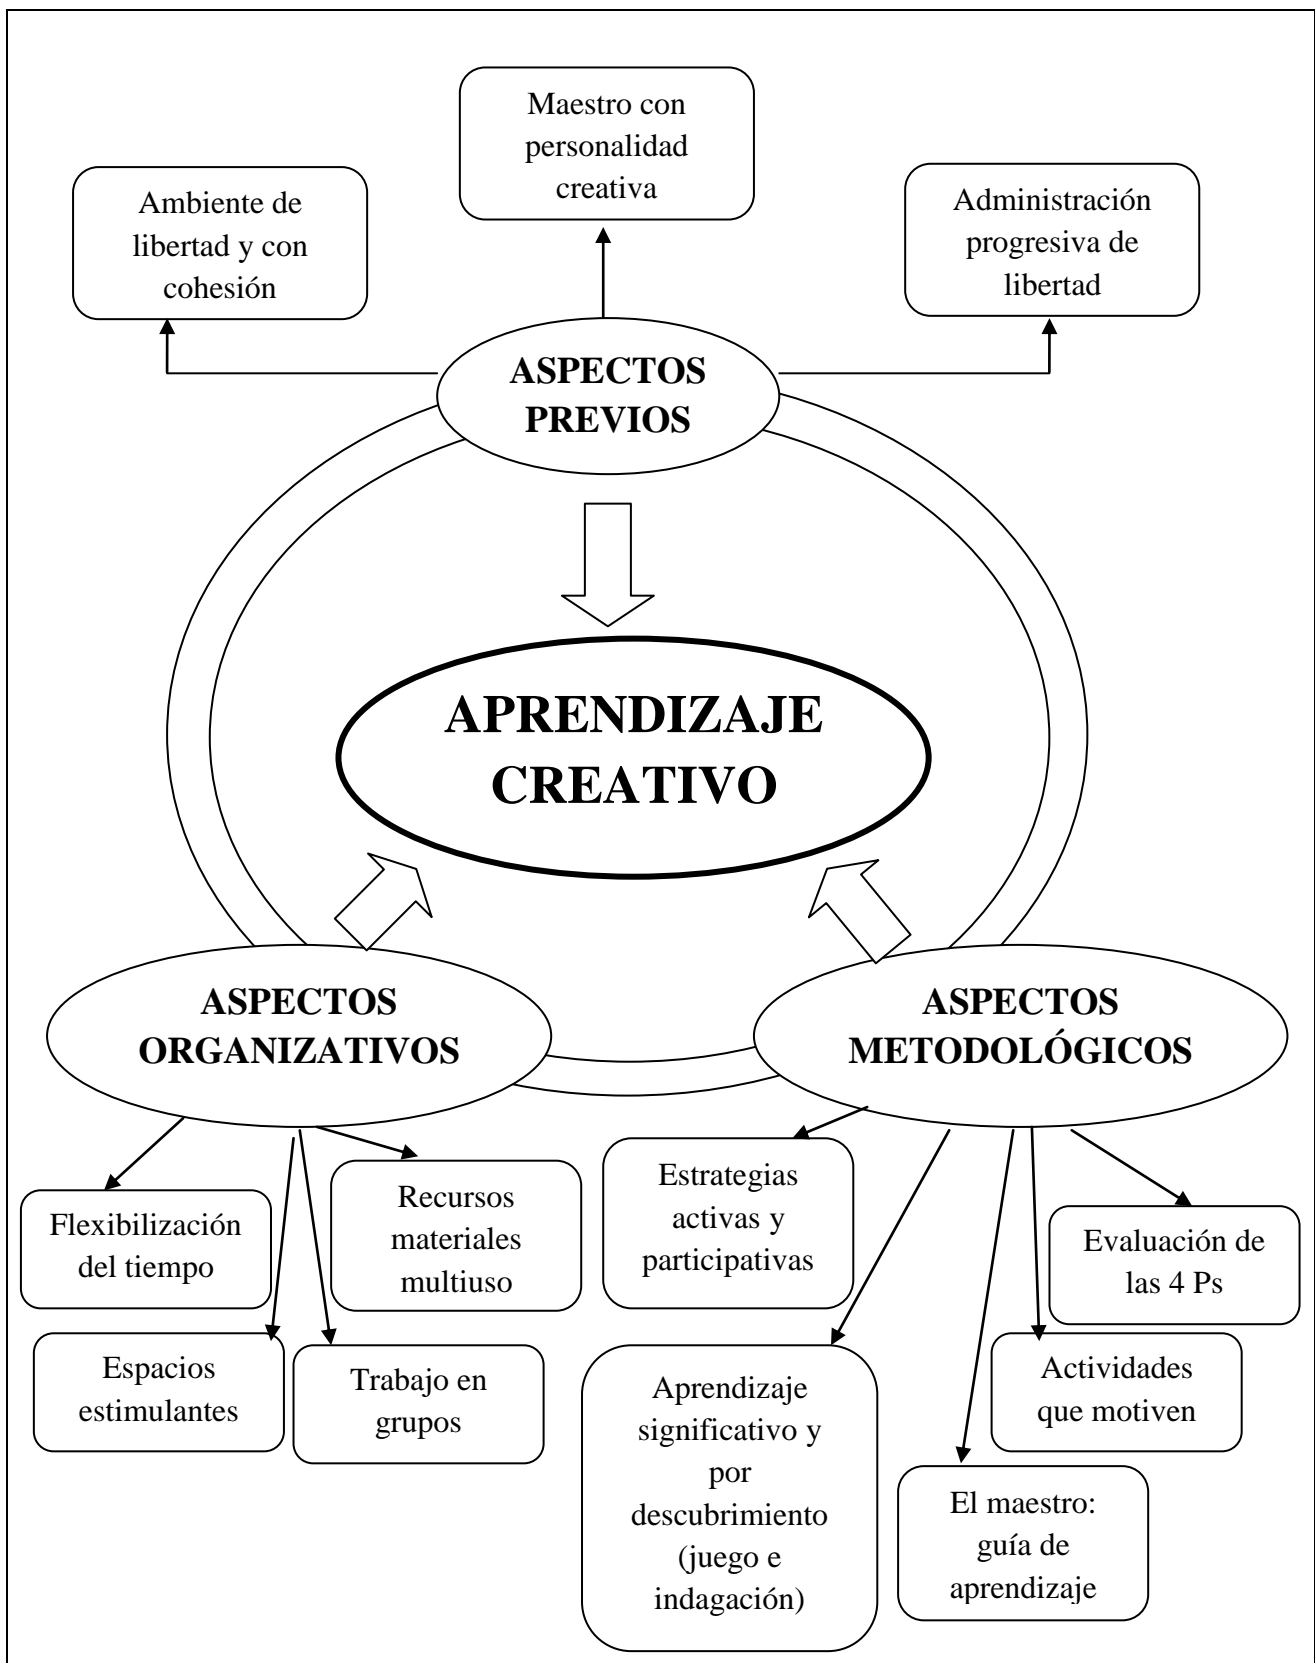 Maestro con
personalidad
creativa
Ambiente de
libertad y con
cohesión
Administración
progresiva de
libertad
ASPECTOS
PREVIOS
APRENDIZAJE
CREATIVO
ASPECTOS
ORGANIZATIVOS
ASPECTOS
METODOLÓGICOS
Flexibilización
del tiempo
Recursos
materiales
multiuso
Espacios
estimulantes
Trabajo en
grupos
Estrategias
activas y
participativas
Evaluación de
las 4 Ps
Aprendizaje
significativo y
por
descubrimiento
(juego e
indagación)
Actividades
que motiven
El maestro:
guía de
aprendizaje